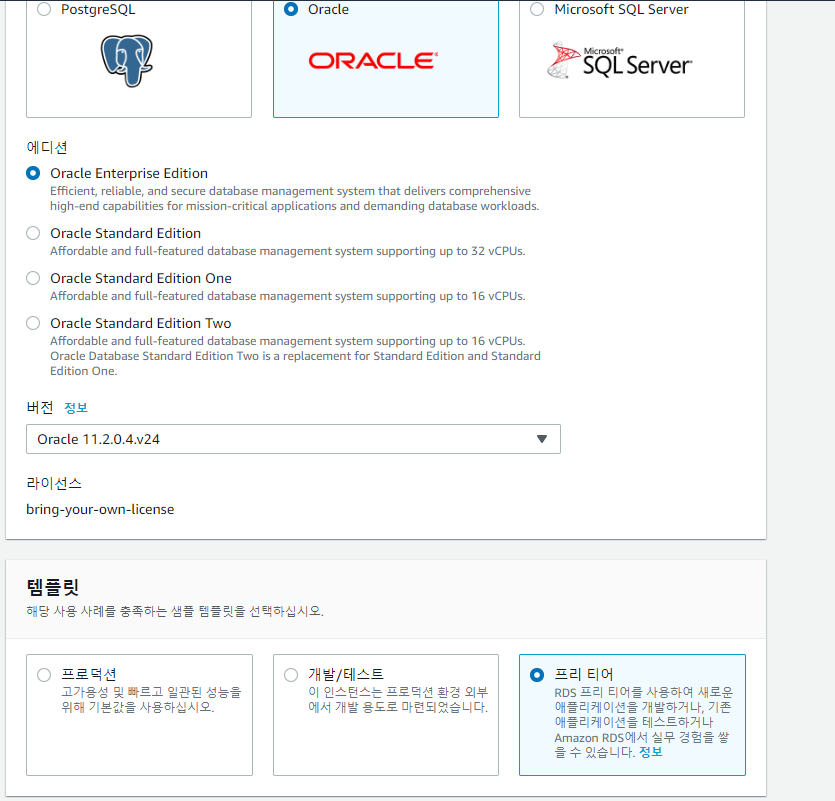 PostgreSQL
Oracle
Microsoft SQL Server
ORACLE
Microsoft®
SQL Server
에디션
Oracle Enterprise Edition
Efficient, reliable, and secure database management system that delivers comprehensive
high-end capabilities for mission-critical applications and demanding database workloads.
Oracle Standard Edition
Affordable and full-featured database management system supporting up to 32 vCPUs.
Oracle Standard Edition One
Affordable and full-featured database management system supporting up to 16 vCPUs.
Oracle Standard Edition Two
Affordable and full-featured database management system supporting up to 16 vCPUs.
Oracle Database Standard Edition Two is a replacement for Standard Edition and Standard
Edition One.
버전 정보
Oracle 11.2.0.4.v24
라이선스
bring-your-own-license
템플릿
해당 사용 사례를 충족하는 샘플 템플릿을 선택하십시오.
프로덕션
고가용성 및 빠르고 일관된 성능을
위해 기본값을 사용하십시오.
개발/테스트
이 인스턴스는 프로덕션 환경 외부
에서 개발 용도로 마련되었습니다.
프리 티어
RDS 프리 티어를 사용하여 새로운
애플리케이션을 개발하거나, 기존
애플리케이션을 테스트하거나
Amazon RDS에서 실무 경험을 쌓
을 수 있습니다. 정보